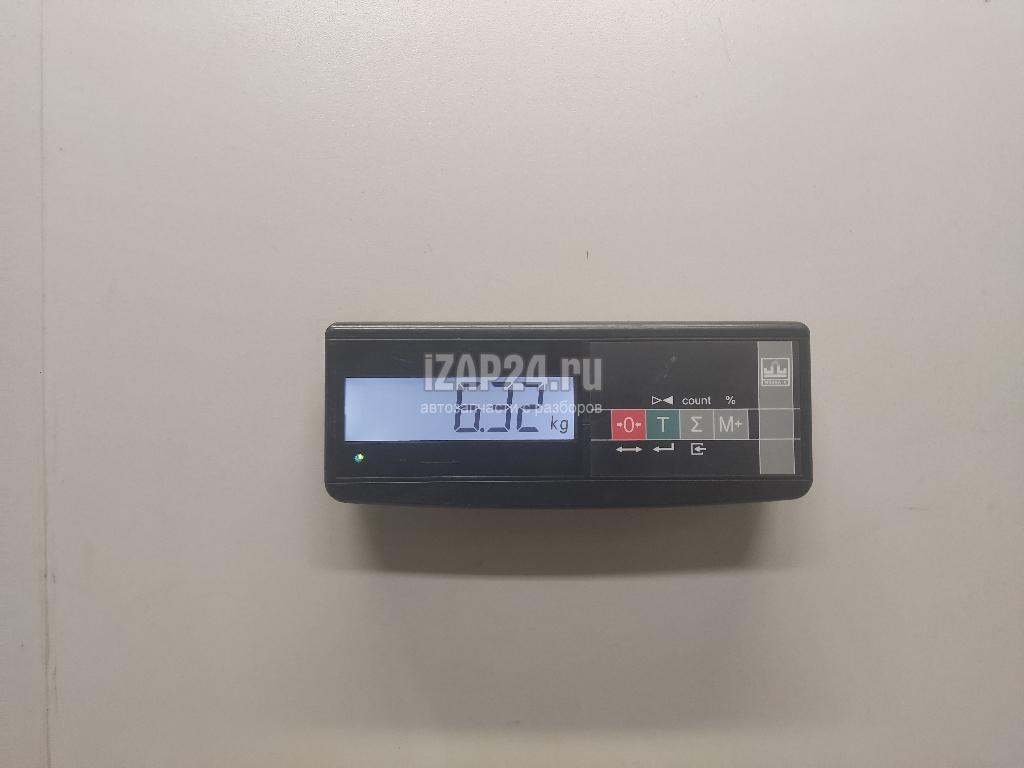 iZAP24.ru
автозапчасти с разборов
6.32 kg
count %
→0← T Σ M+